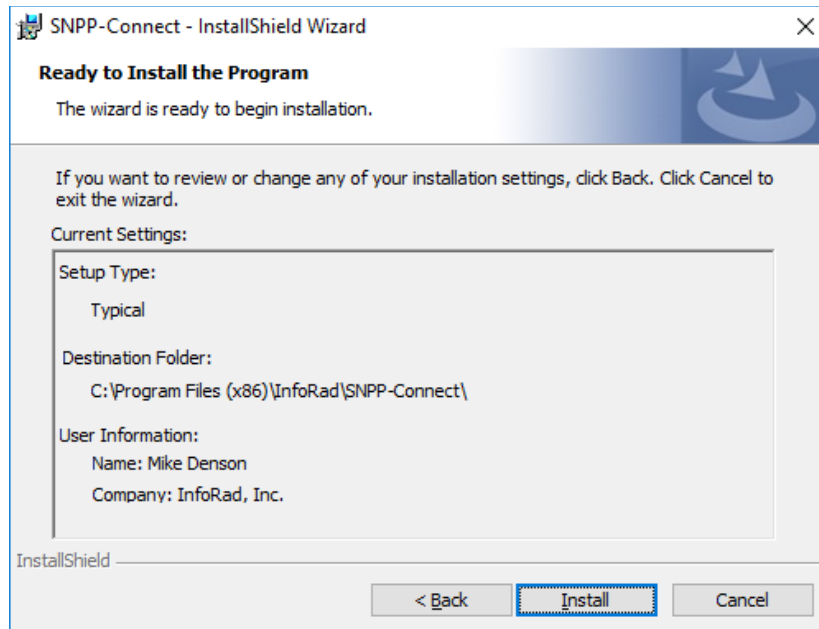 SNPP-Connect - InstallShield Wizard
Ready to Install the Program
The wizard is ready to begin installation.
If you want to review or change any of your installation settings, click Back. Click Cancel to
exit the wizard.
Current Settings:
Setup Type:
Typical
Destination Folder:
C:\Program Files (x86)\InfoRad\SNPP-Connect\
User Information:
Name: Mike Denson
Company: InfoRad, Inc.
InstallShield
< Back Install Cancel